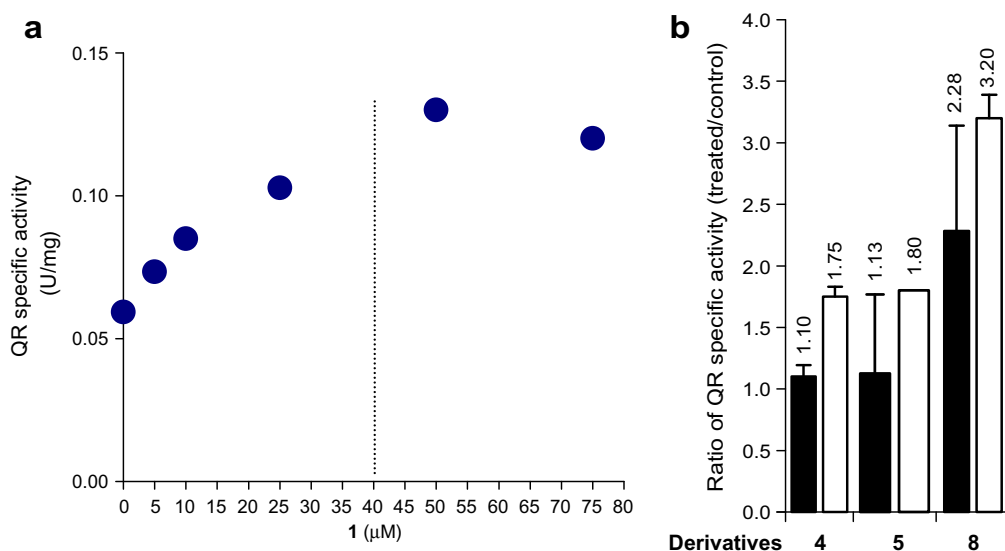 a
0.15
0.10
0.05
0.00
QR specific activity
(U/mg)
0 5 10 15 20 25 30 35 40 45 50 55 60 65 70 75 80
1 (μM)
b
4.0
3.5
3.0
2.5
2.0
1.5
1.0
0.5
0.0
Ratio of QR specific activity (treated/control)
1.10
1.75
1.13
1.80
2.28
3.20
Derivatives 4 5 8